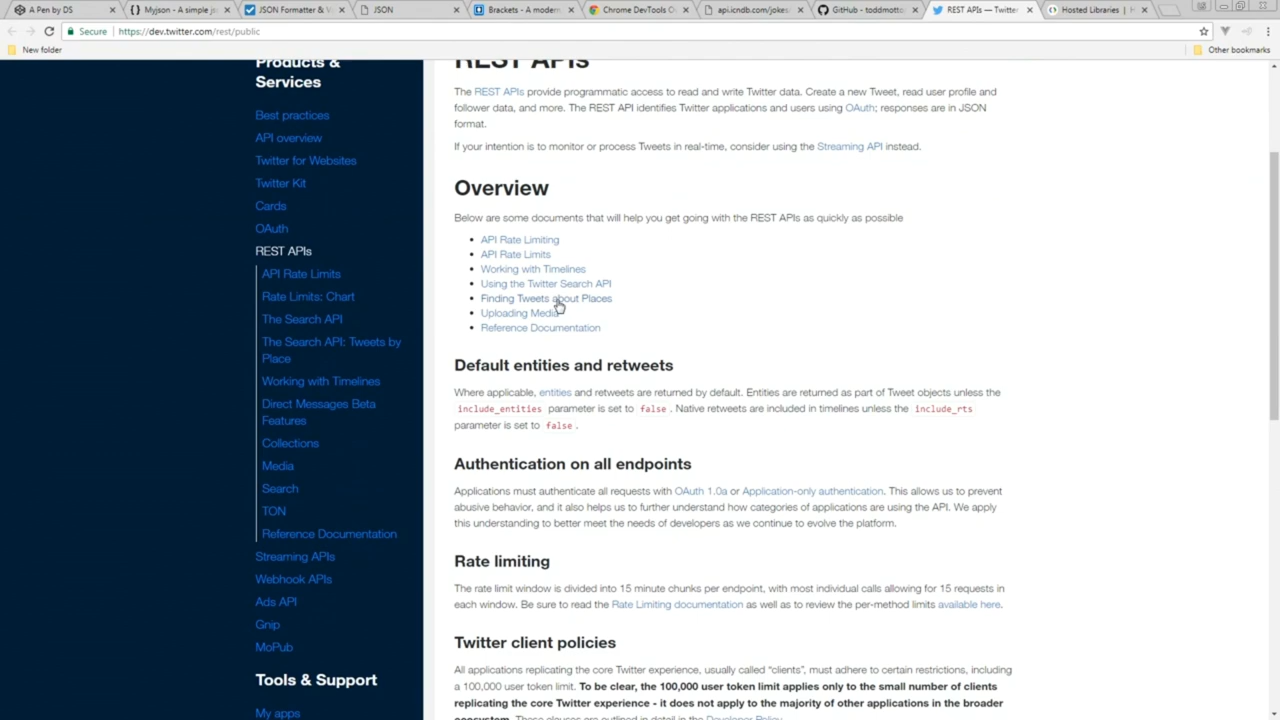 A Pen by DS
Myjson - A simple js
JSON Formatter & V
JSON
Brackets - A modern
Chrome DevTools O
api.icndb.com/jokes
GitHub - toddmotto
REST APIs — Twitter
Hosted Libraries | 
Secure
https://dev.twitter.com/rest/public
New folder
Other bookmarks
Products &
Services
Best practices
API overview
Twitter for Websites
Twitter Kit
Cards
OAuth
REST APIs
API Rate Limits
Rate Limits: Chart
The Search API
The Search API: Tweets by
Place
Working with Timelines
Direct Messages Beta
Features
Collections
Media
Search
TON
Reference Documentation
Streaming APIs
Webhook APIs
Ads API
Gnip
MoPub
Tools & Support
My apps
REST APIs
The REST APIs provide programmatic access to read and write Twitter data. Create a new Tweet, read user profile and
follower data, and more. The REST API identifies Twitter applications and users using OAuth; responses are in JSON
format.
If your intention is to monitor or process Tweets in real-time, consider using the Streaming API instead.
Overview
Below are some documents that will help you get going with the REST APIs as quickly as possible
• API Rate Limiting
• API Rate Limits
• Working with Timelines
• Using the Twitter Search API
• Finding Tweets about Places
• Uploading Media
• Reference Documentation
Default entities and retweets
Where applicable, entities and retweets are returned by default. Entities are returned as part of Tweet objects unless the
include_entities parameter is set to false. Native retweets are included in timelines unless the include_rts
parameter is set to false.
Authentication on all endpoints
Applications must authenticate all requests with OAuth 1.0a or Application-only authentication. This allows us to prevent
abusive behavior, and it also helps us to further understand how categories of applications are using the API. We apply
this understanding to better meet the needs of developers as we continue to evolve the platform.
Rate limiting
The rate limit window is divided into 15 minute chunks per endpoint, with most individual calls allowing for 15 requests in
each window. Be sure to read the Rate Limiting documentation as well as to review the per-method limits available here.
Twitter client policies
All applications replicating the core Twitter experience, usually called “clients”, must adhere to certain restrictions, including
a 100,000 user token limit. To be clear, the 100,000 user token limit applies only to the small number of clients
replicating the core Twitter experience - it does not apply to the majority of other applications in the broader
ecosystem. These clauses are outlined in detail in the Developer Policy.